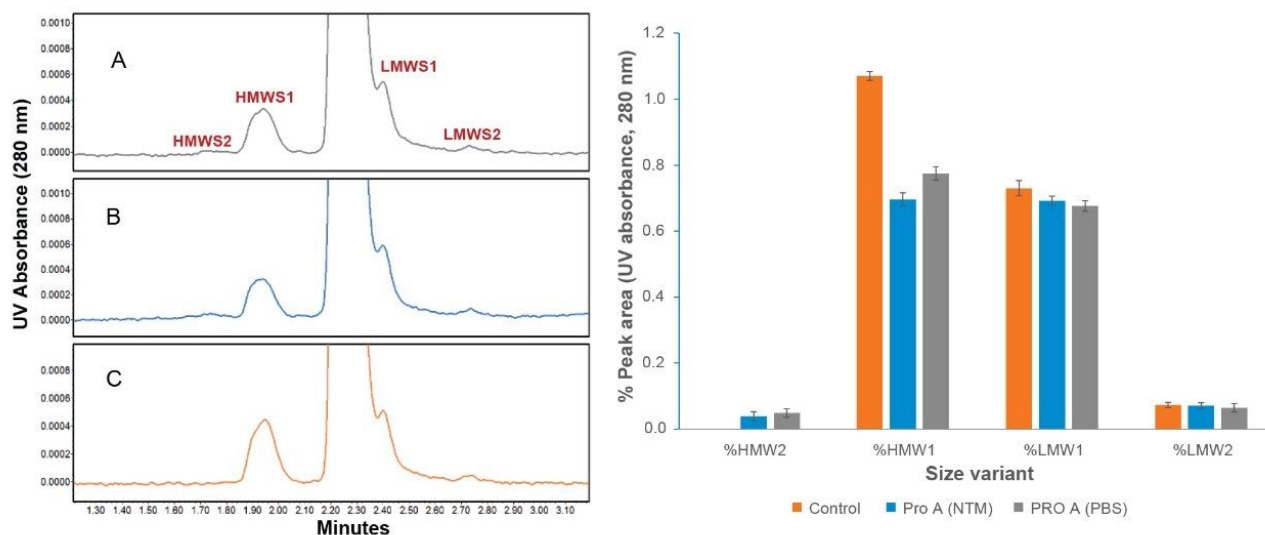 UV Absorbance (280 nm)
A
HMWS2
HMWS1
LMWS1
LMWS2
0.0010
0.0008
0.0006
0.0004
0.0002
0.0000
B
0.0010
0.0008
0.0006
0.0004
0.0002
0.0000
C
0.0008
0.0006
0.0004
0.0002
0.0000
1.30 1.40 1.50 1.60 1.70 1.80 1.90 2.00 2.10 2.20 2.30 2.40 2.50 2.60 2.70 2.80 2.90 3.00 3.10
Minutes
% Peak area (UV absorbance, 280 nm)
1.2
1.0
0.8
0.6
0.4
0.2
0.0
%HMW2 %HMW1 %LMW1 %LMW2
Size variant
Control Pro A (NTM) PRO A (PBS)